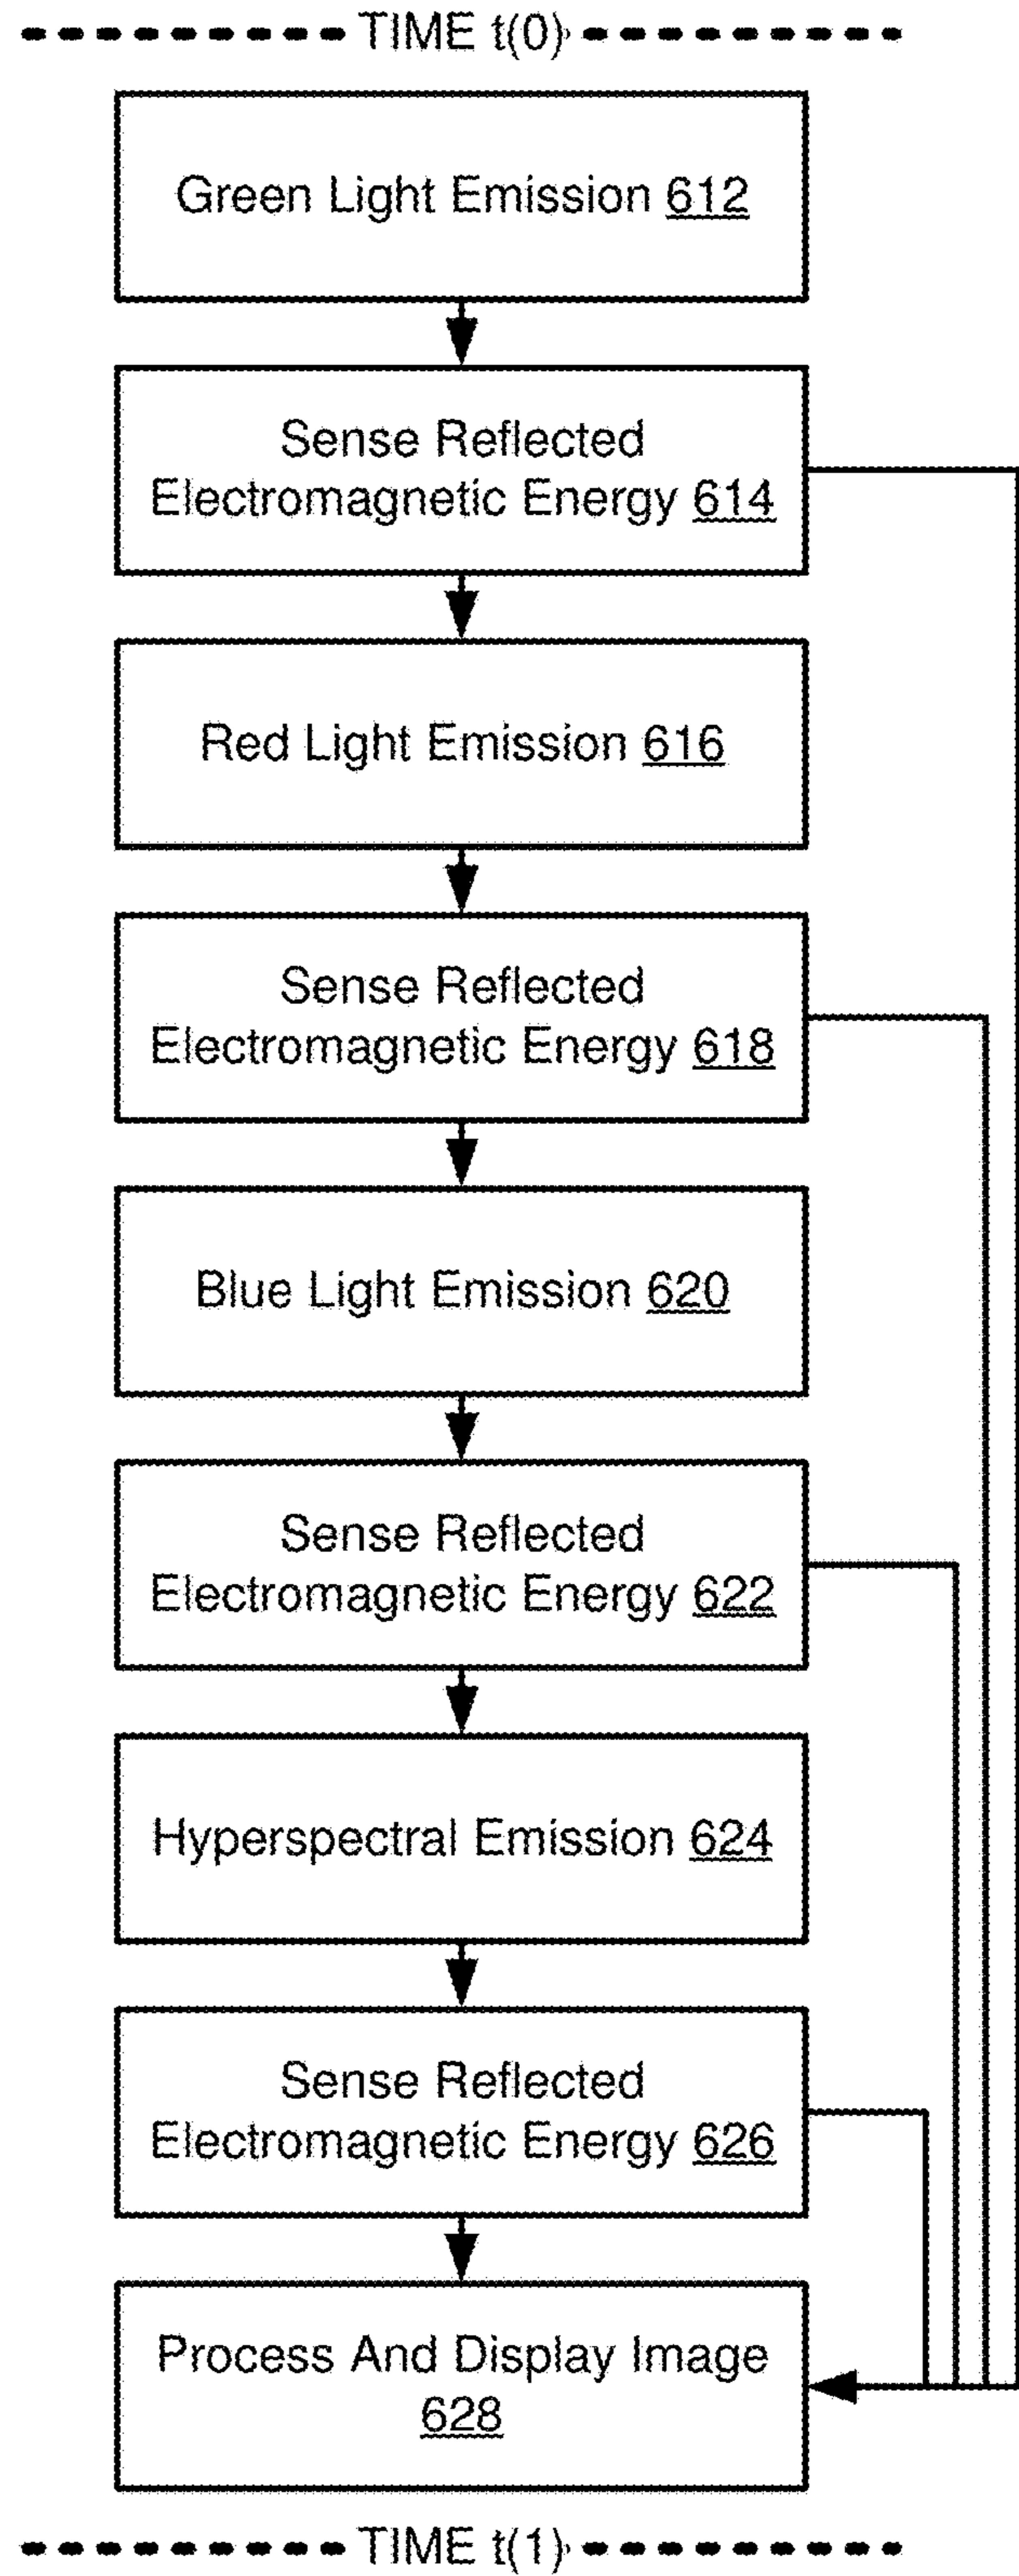 TIME t(0)
Green Light Emission 612
Sense Reflected
Electromagnetic Energy 614
Red Light Emission 616
Sense Reflected
Electromagnetic Energy 618
Blue Light Emission 620
Sense Reflected
Electromagnetic Energy 622
Hyperspectral Emission 624
Sense Reflected
Electromagnetic Energy 626
Process And Display Image
628
TIME t(1)